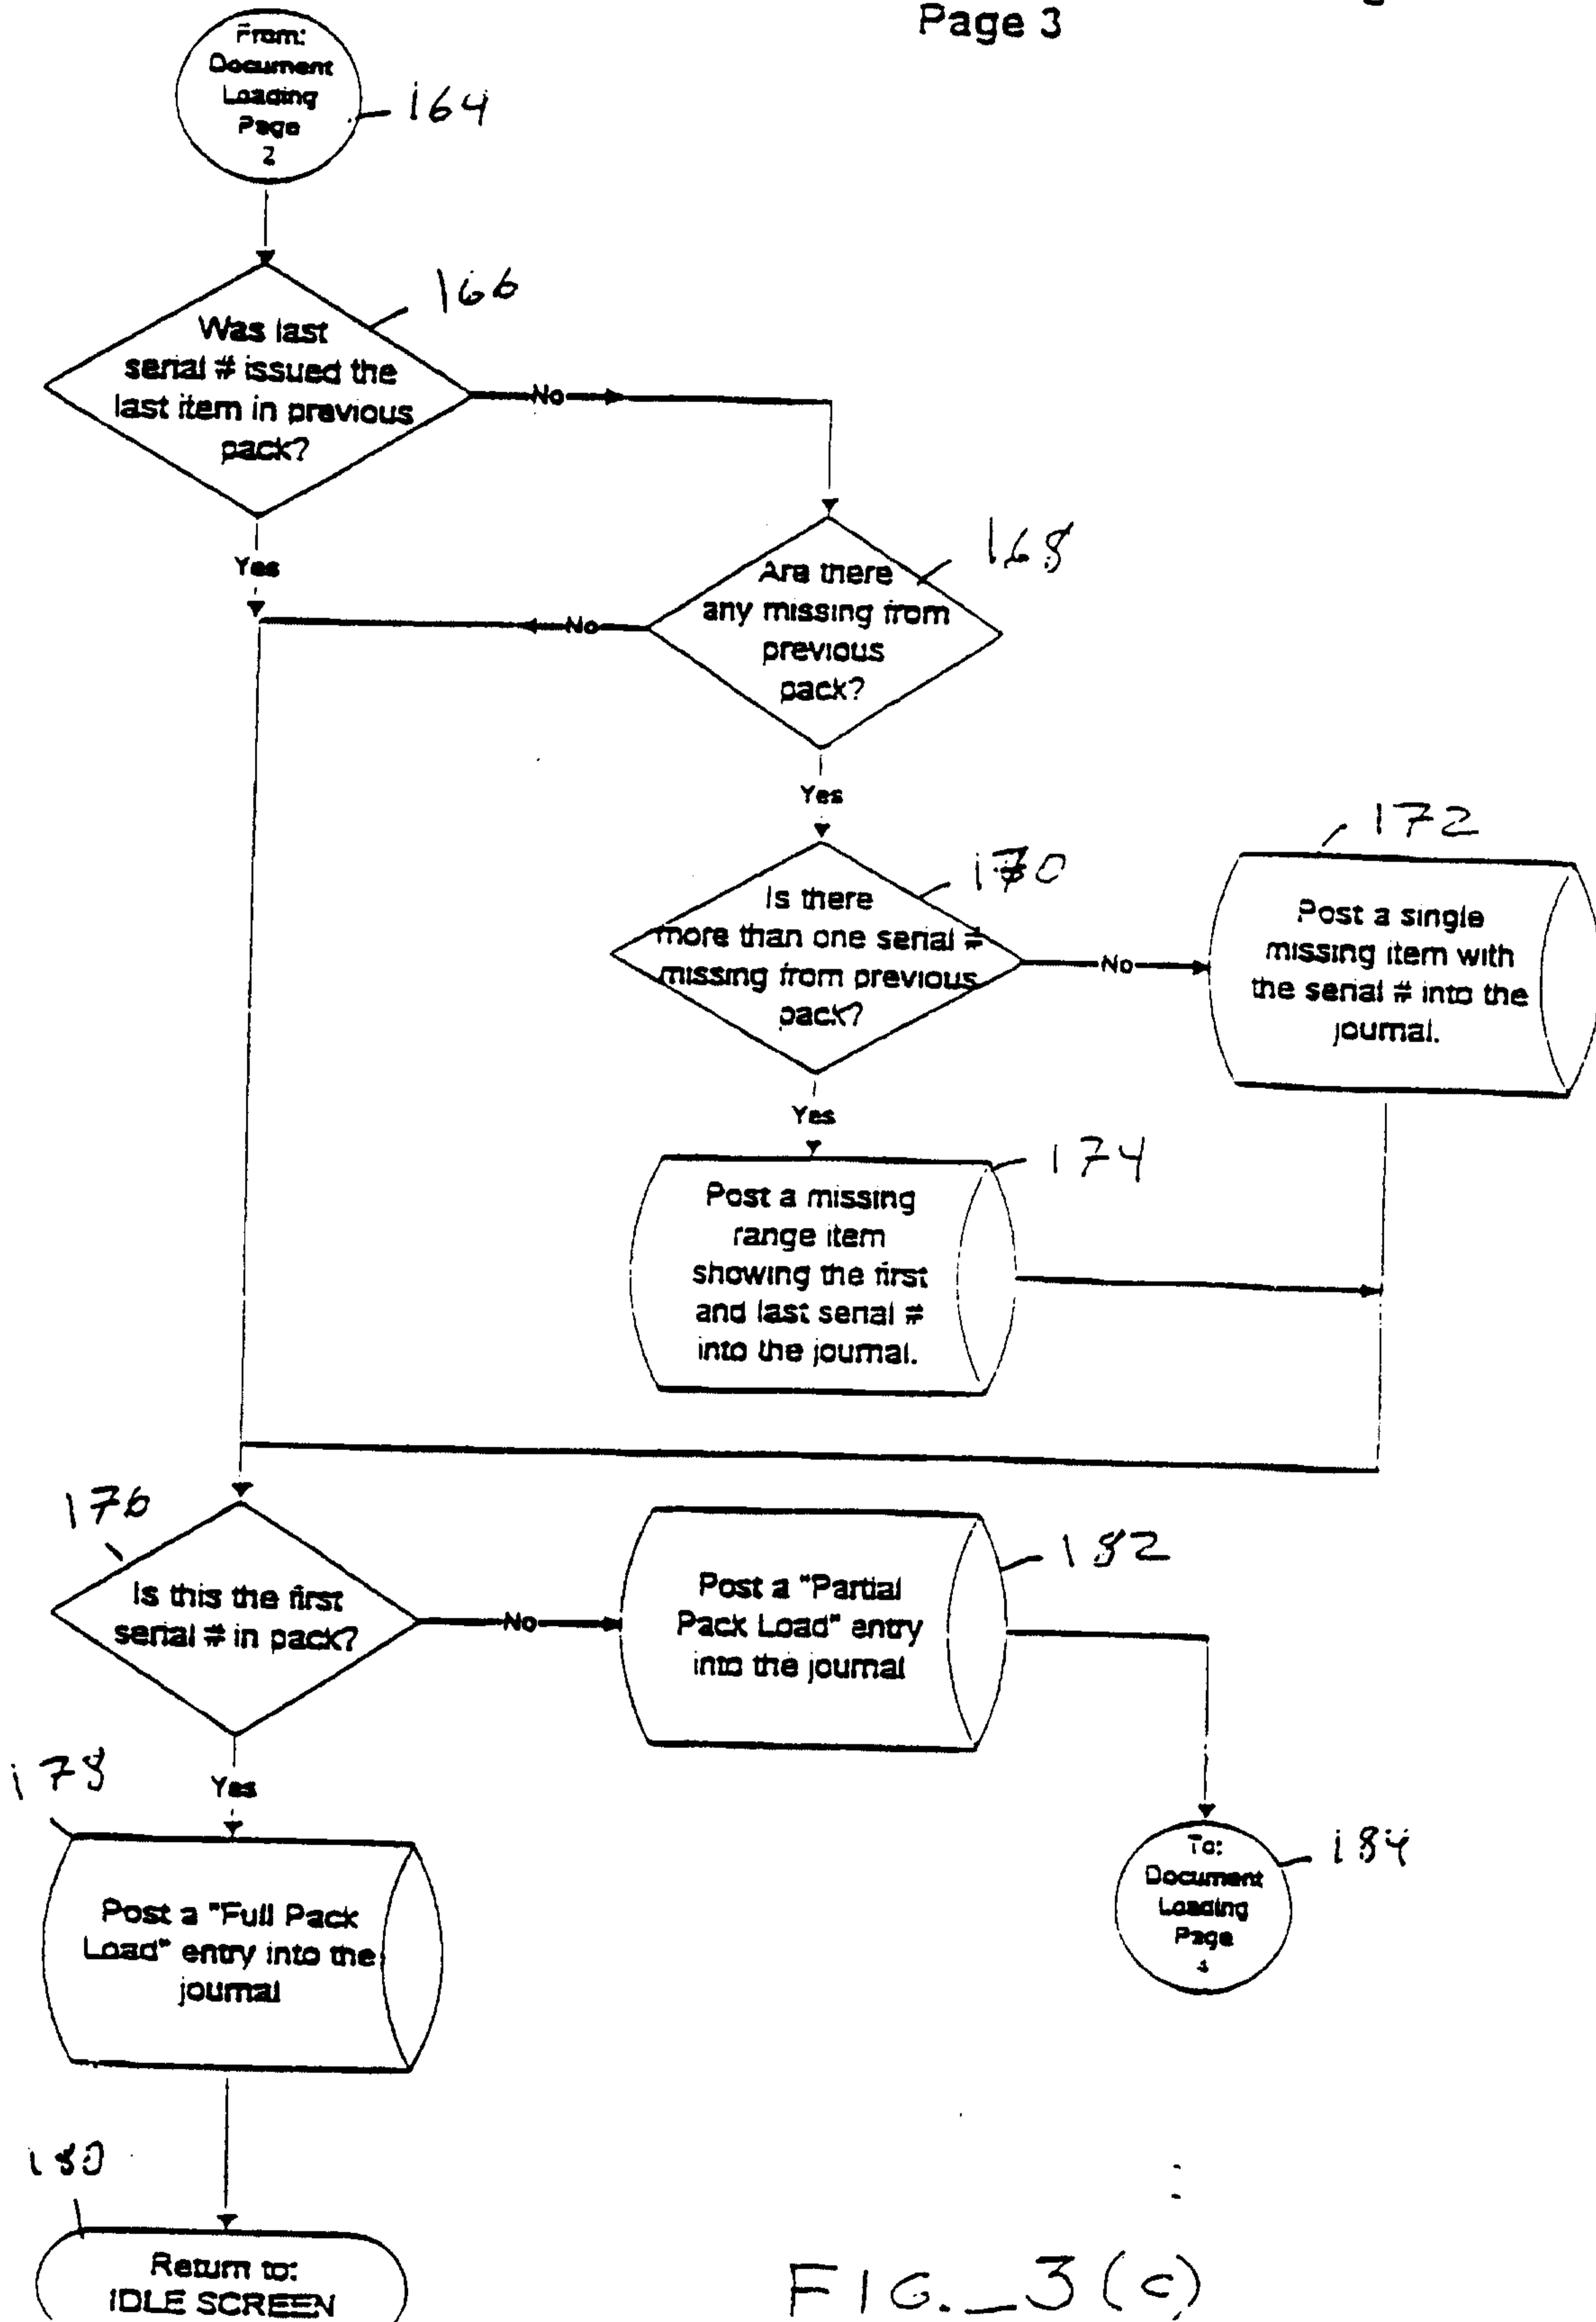 Page 3
From:
Document
Loading
Page
2
164
Was last
serial # issued the
last item in previous
pack?
166
No
Yes
Are there
any missing from
previous
pack?
168
No
Yes
Is there
more than one serial #
missing from previous
pack?
170
No
Post a single
missing item with
the serial # into the
journal.
172
Yes
Post a missing
range item
showing the first
and last serial #
into the journal.
174
176
Is this the first
serial # in pack?
No
Post a "Partial
Pack Load" entry
into the journal
182
Yes
178
Post a "Full Pack
Load" entry into the
journal
To:
Document
Loading
Page
184
180
Return to:
IDLE SCREEN
FIG._3(c)